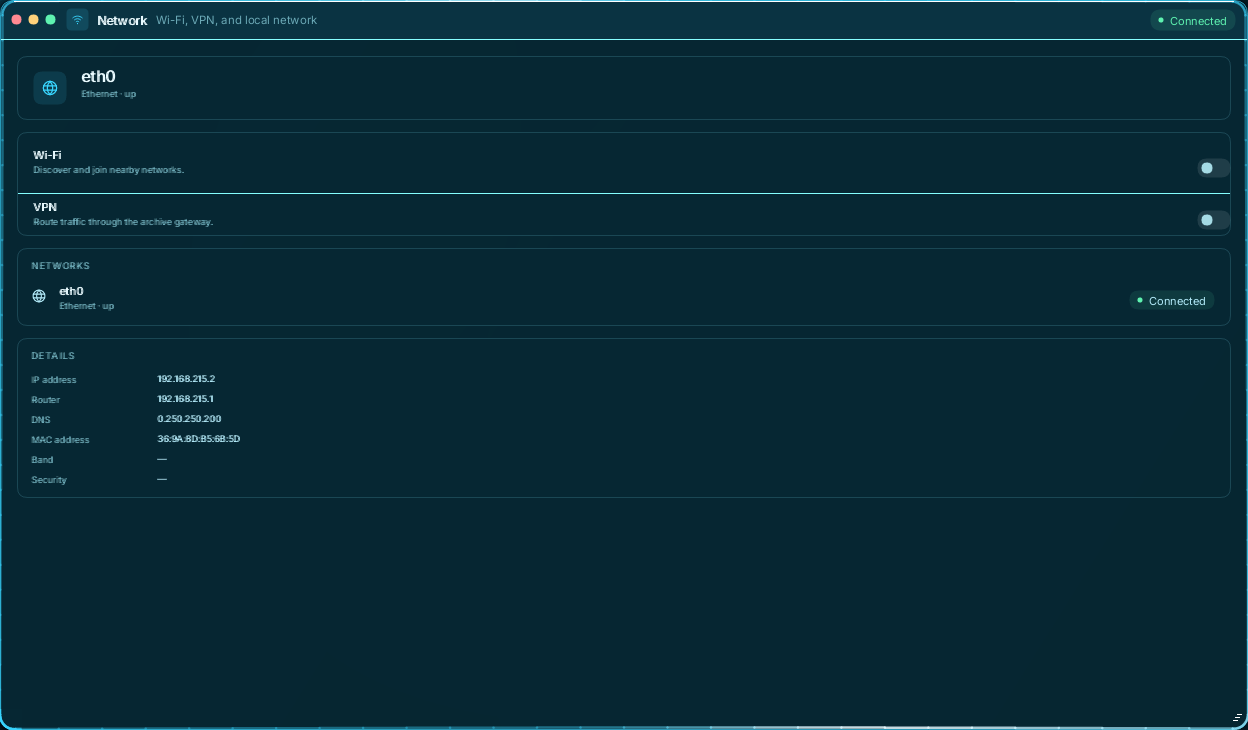 Network Wi-Fi, VPN, and local network Connected
eth0
Ethernet · up
Wi-Fi
Discover and join nearby networks.
VPN
Route traffic through the archive gateway.
NETWORKS
eth0
Ethernet · up
Connected
DETAILS
IP address 192.168.215.2
Router 192.168.215.1
DNS 0.250.250.200
MAC address 36:9A:8D:B5:6B:5D
Band —
Security —